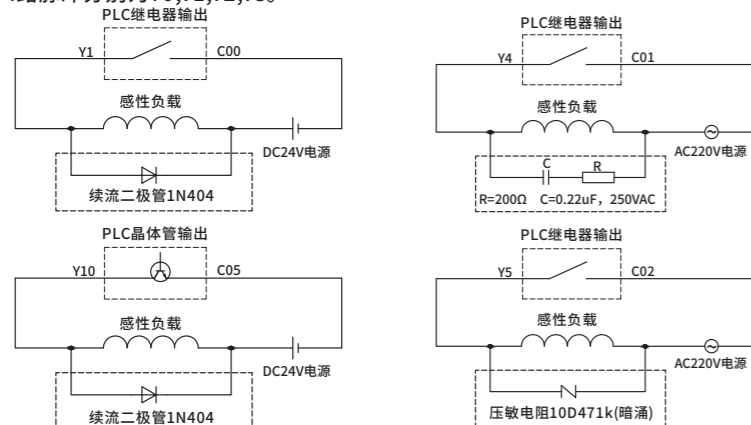 PLC继电器输出
Y1
C00
感性负载
DC24V电源
续流二极管1N404
PLC继电器输出
Y4
C01
感性负载
AC220V电源
C
R
R=200Ω C=0.22uF，250VAC
PLC晶体管输出
Y10
C05
感性负载
DC24V电源
续流二极管1N404
PLC继电器输出
Y5
C02
感性负载
AC220V电源
压敏电阻10D471k(暗涌)